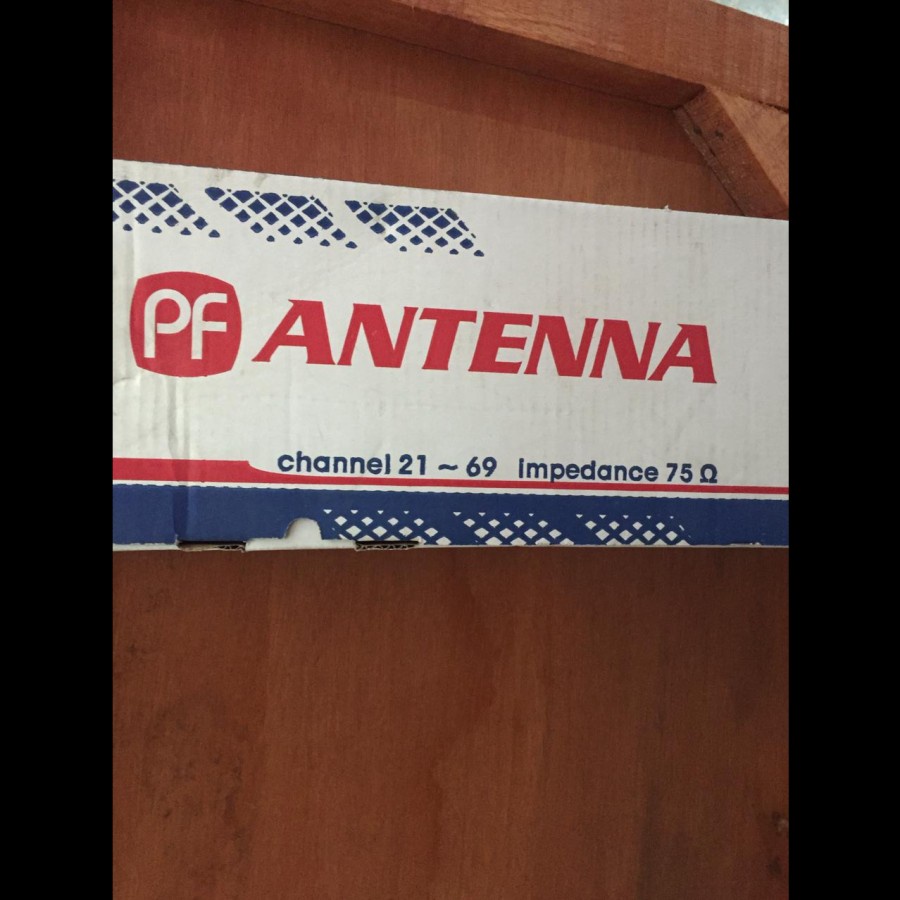 PF ANTENNA
channel 21 ~ 69 impedance 75 Ω